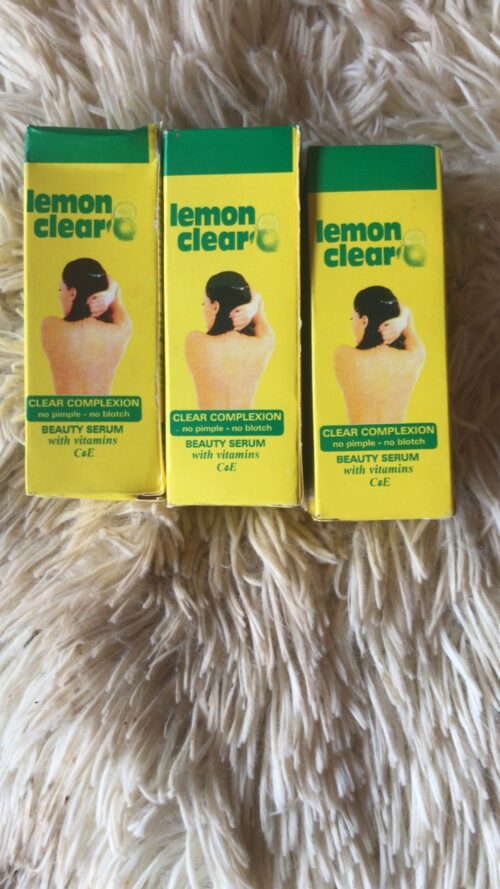 lemon
clear
CLEAR COMPLEXION
no pimple - no blotch
BEAUTY SERUM
with vitamins
C&E
lemon
clear
CLEAR COMPLEXION
no pimple - no blotch
BEAUTY SERUM
with vitamins
C&E
lemon
clear
CLEAR COMPLEXION
no pimple - no blotch
BEAUTY SERUM
with vitamins
C&E